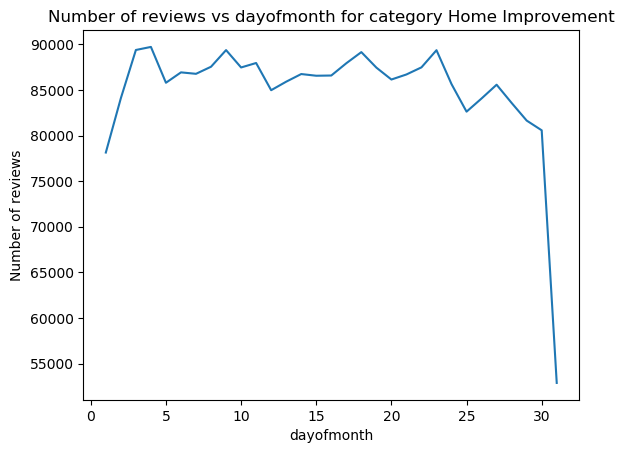 Number of reviews vs dayofmonth for category Home Improvement
90000
85000
80000
75000
70000
65000
60000
55000
Number of reviews
0 5 10 15 20 25 30
dayofmonth